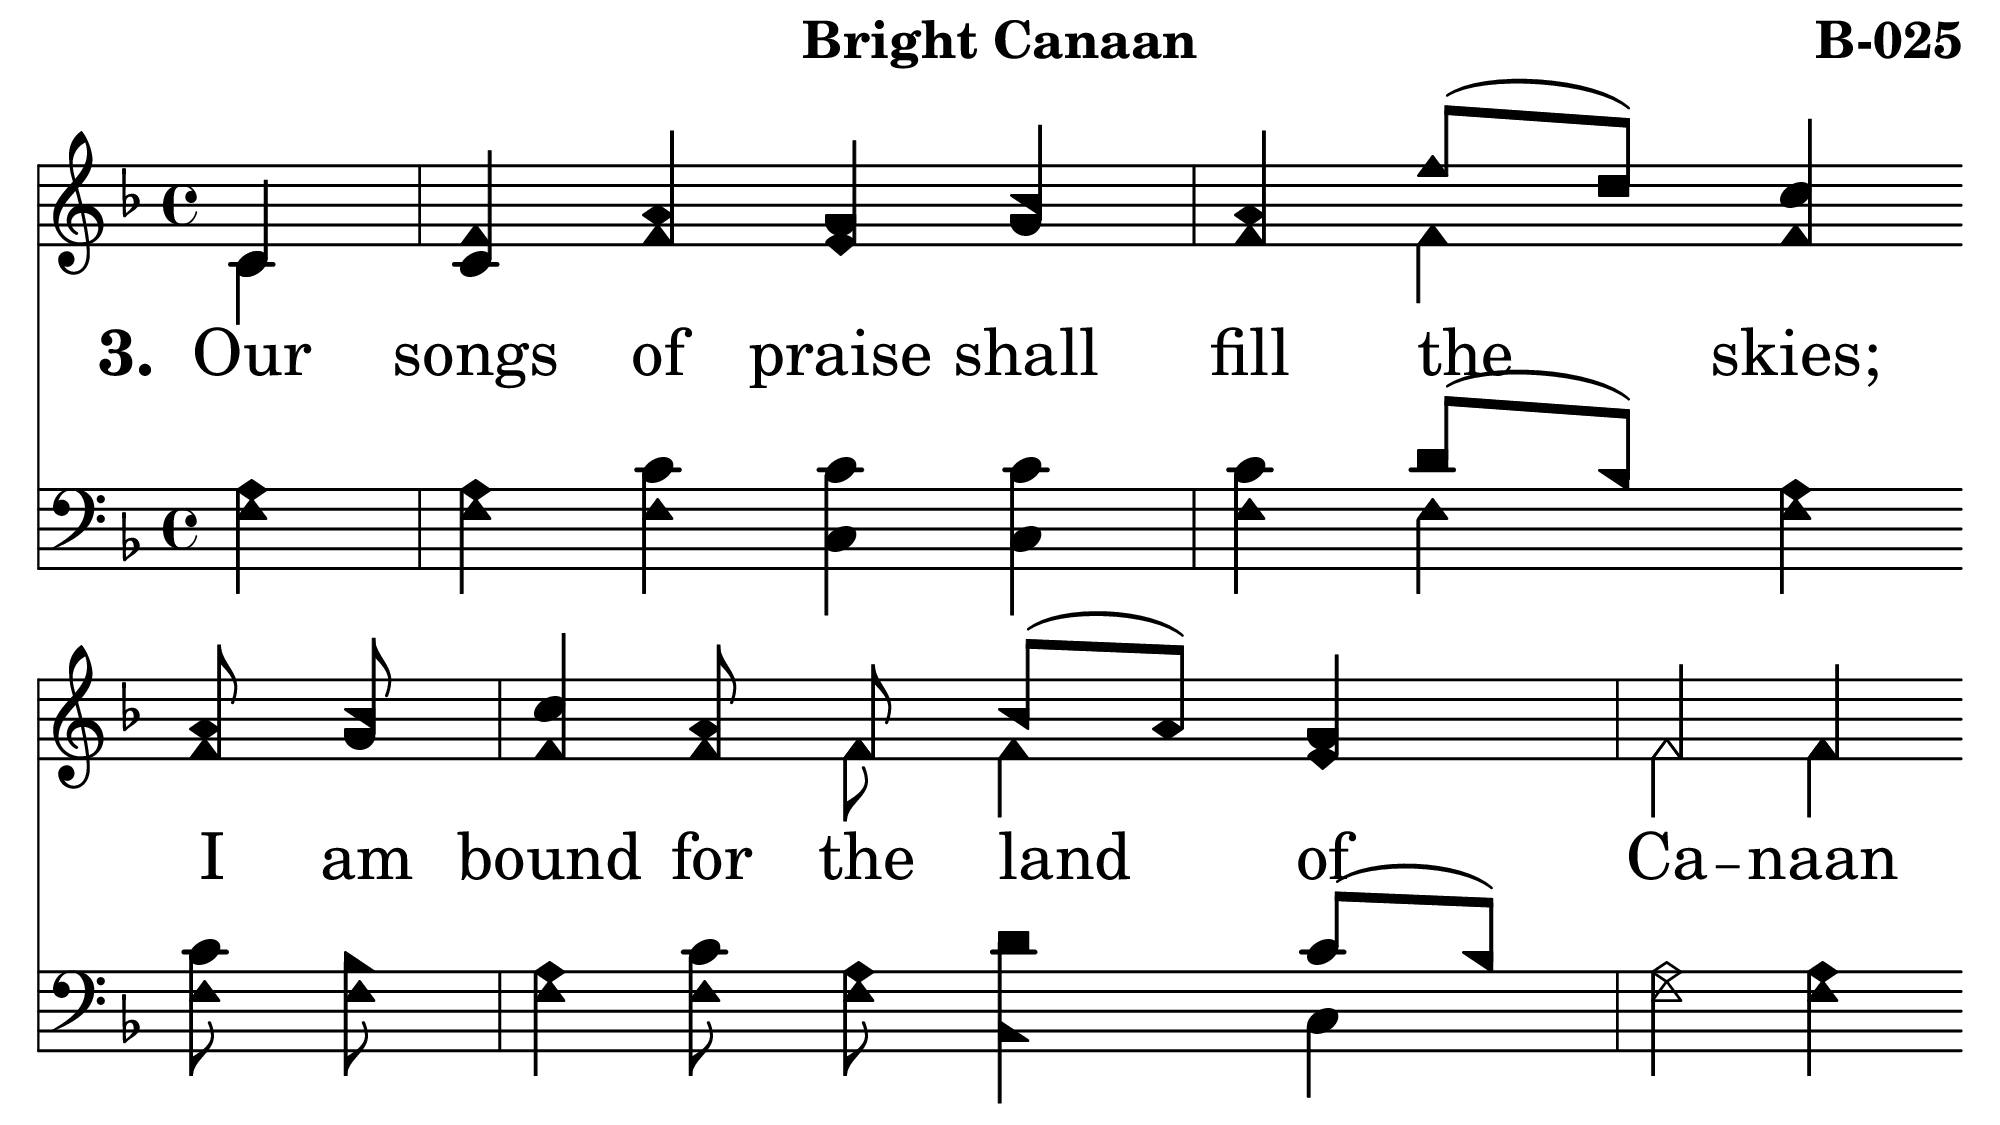 Bright Canaan B-025
3. Our songs of praise shall fill the skies;
I am bound for the land of Ca – naan